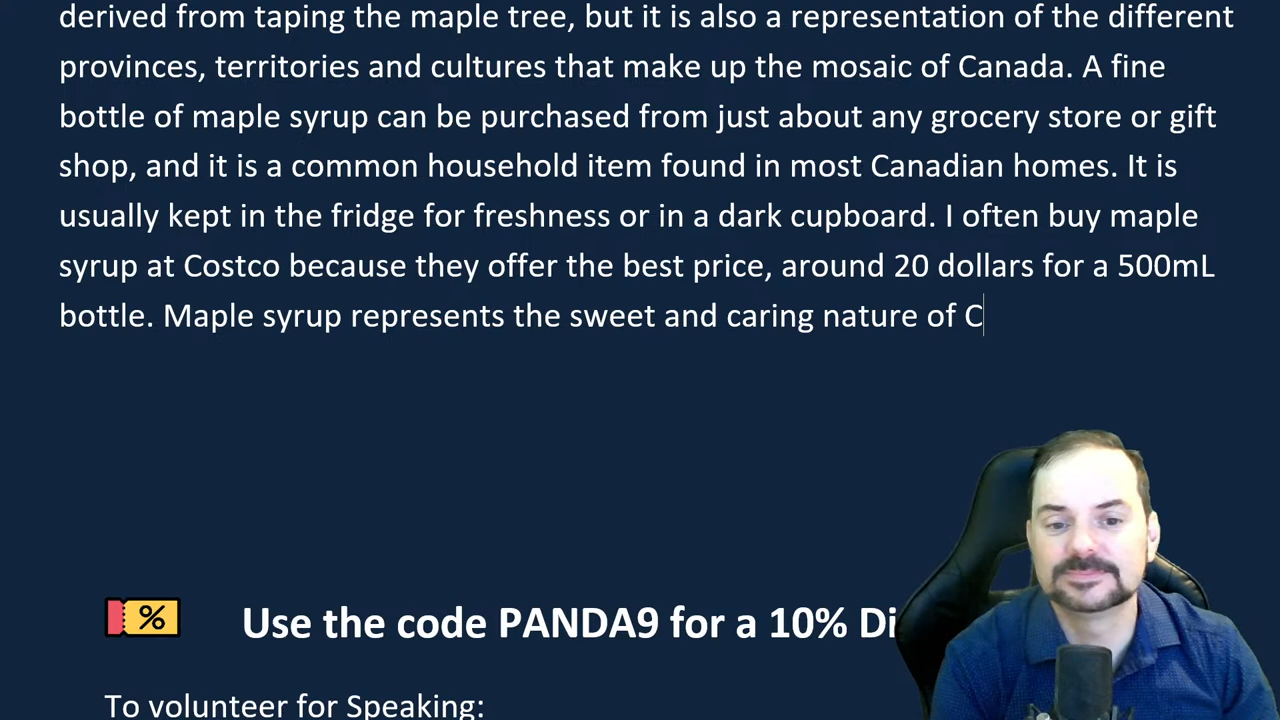 derived from taping the maple tree, but it is also a representation of the different
provinces, territories and cultures that make up the mosaic of Canada. A fine
bottle of maple syrup can be purchased from just about any grocery store or gift
shop, and it is a common household item found in most Canadian homes. It is
usually kept in the fridge for freshness or in a dark cupboard. I often buy maple
syrup at Costco because they offer the best price, around 20 dollars for a 500mL
bottle. Maple syrup represents the sweet and caring nature of C
%
Use the code PANDA9 for a 10% Di
To volunteer for Speaking: